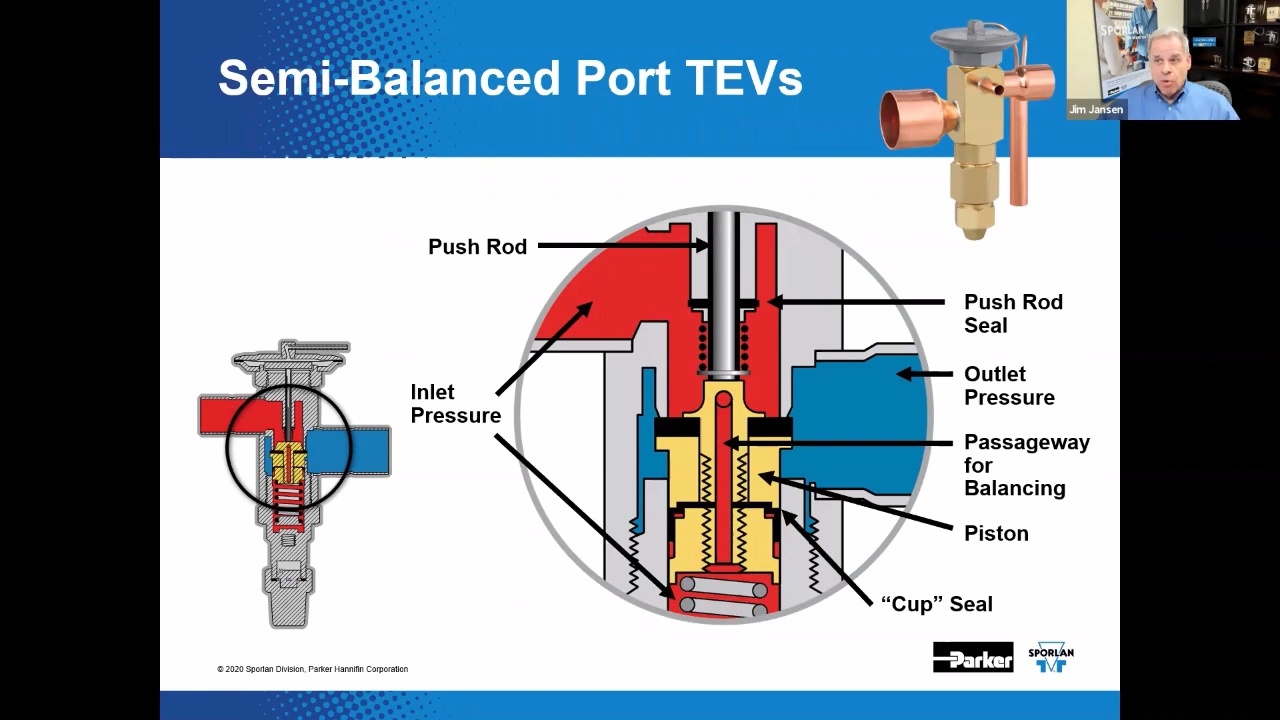 Semi-Balanced Port TEVs
SPORLAN
Jim Jansen
Push Rod
Push Rod
Seal
Inlet
Pressure
Outlet
Pressure
Passageway
for
Balancing
Piston
“Cup” Seal
© 2020 Sporlan Division, Parker Hannifin Corporation
Parker
SPORLAN